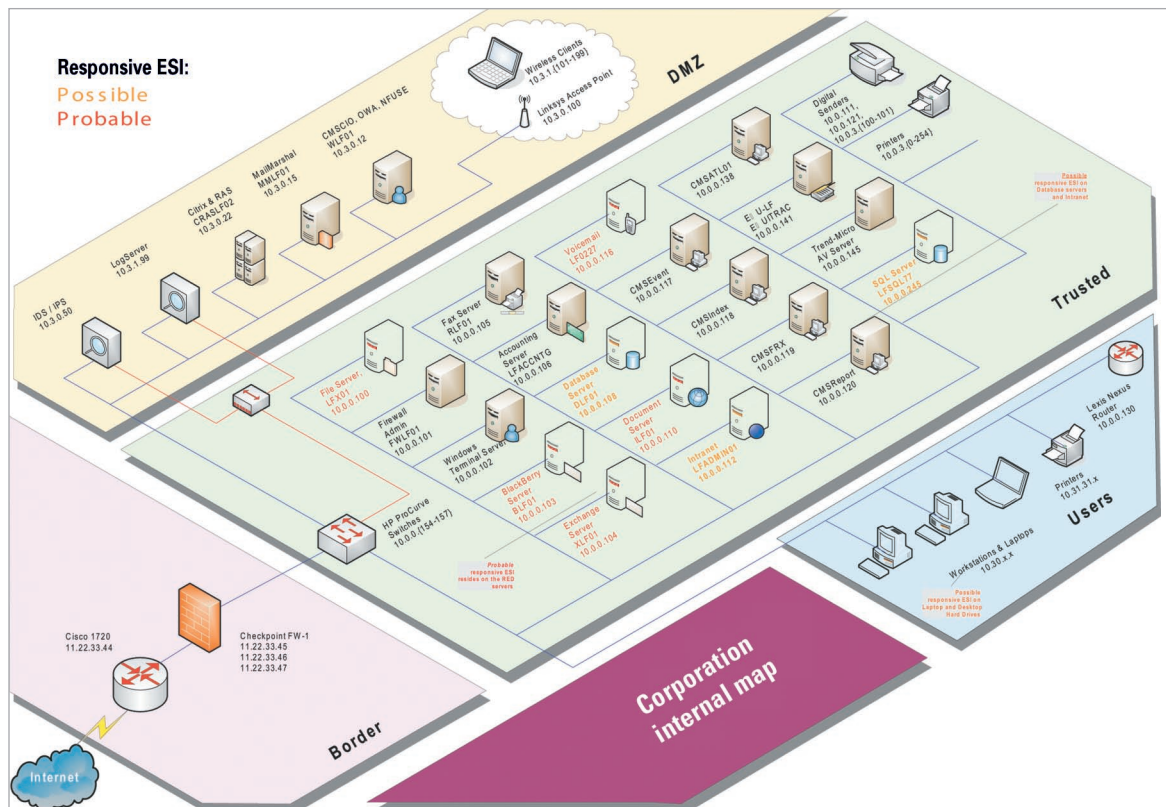 Responsive ESI:
Possible
Probable
Wireless Clients
10.3.1.(101-199)
Linksys Access Point
10.3.0.100
DMZ
CMSCIO, OWA, NFUSE
WLF01
10.3.0.12
MailMarshal
MMLF01
10.3.0.15
Citrix & RAS
CRASLF02
10.3.0.22
LogServer
10.3.1.99
IDS / IPS
10.3.0.50
Digital
Senders
10.0.111,
10.0.121,
10.0.3.(100-101)
Printers
10.0.3.(0-254)
CMSATL01
10.0.0.138
10.0.0.141
Trend-Micro
AV Server
10.0.0.145
SQL Server
LFSQL77
10.0.0.245
Possible
responsive ESI on
Database servers
and Intranet
Trusted
Voicemail
LF0227
10.0.0.116
CMSEvent
10.0.0.117
CMSIndex
10.0.0.118
CMSFRX
10.0.0.119
CMSReport
10.0.0.120
Fax Server
RLF01
10.0.0.105
Accounting
Server
LFACCNTG
10.0.0.106
Database
Server
DLF01
10.0.0.108
Document
Server
ILF01
10.0.0.110
Intranet
LFADMIN01
10.0.0.112
File Server,
LFX01
10.0.0.100
Firewall
Admin
FWLF01
10.0.0.101
Windows
Terminal Server
10.0.0.102
BlackBerry
Server
BLF01
10.0.0.103
Exchange
Server
XLF01
10.0.0.104
HP ProCurve
Switches
10.0.0.(154-157)
Probable
responsive ESI
resides on the RED
servers
Lexis Nexus
Router
10.0.0.130
Printers
10.31.31.x
Users
Workstations & Laptops
10.30.x.x
Possible
responsive ESI on
Laptop and Desktop
Hard Drives
Cisco 1720
11.22.33.44
Checkpoint FW-1
11.22.33.45
11.22.33.46
11.22.33.47
Border
Internet
Corporation
internal map